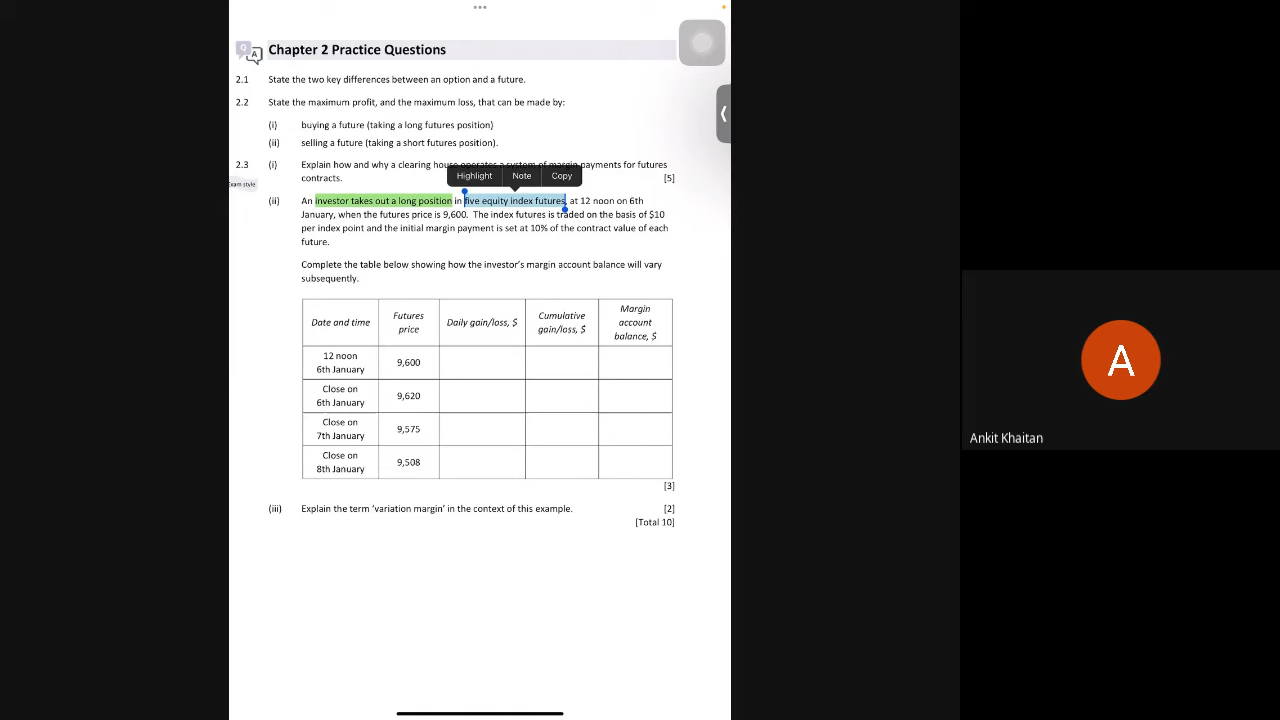 Q
A
Chapter 2 Practice Questions
2.1 State the two key differences between an option and a future.
2.2 State the maximum profit, and the maximum loss, that can be made by:
(i) buying a future (taking a long futures position)
(ii) selling a future (taking a short futures position).
2.3 (i) Explain how and why a clearing house operates a system of margin payments for futures
Exam style
contracts. [5]
Highlight Note Copy
(ii) An investor takes out a long position in five equity index futures, at 12 noon on 6th
January, when the futures price is 9,600. The index futures is traded on the basis of $10
per index point and the initial margin payment is set at 10% of the contract value of each
future.
Complete the table below showing how the investor's margin account balance will vary
subsequently.
Date and time Futures price Daily gain/loss, $ Cumulative gain/loss, $ Margin account balance, $
12 noon 6th January 9,600
Close on 6th January 9,620
Close on 7th January 9,575
Close on 8th January 9,508
[3]
(iii) Explain the term 'variation margin' in the context of this example. [2]
[Total 10]
A
Ankit Khaitan